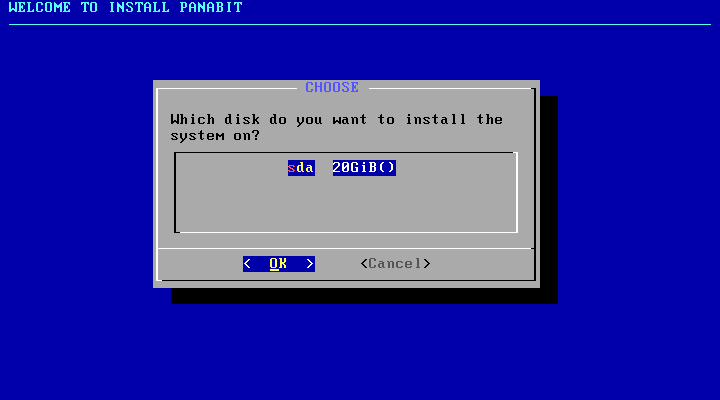 WELCOME TO INSTALL PANABIT
CHOOSE
Which disk do you want to install the
system on?
sda 20GiB()
< OK > <Cancel>